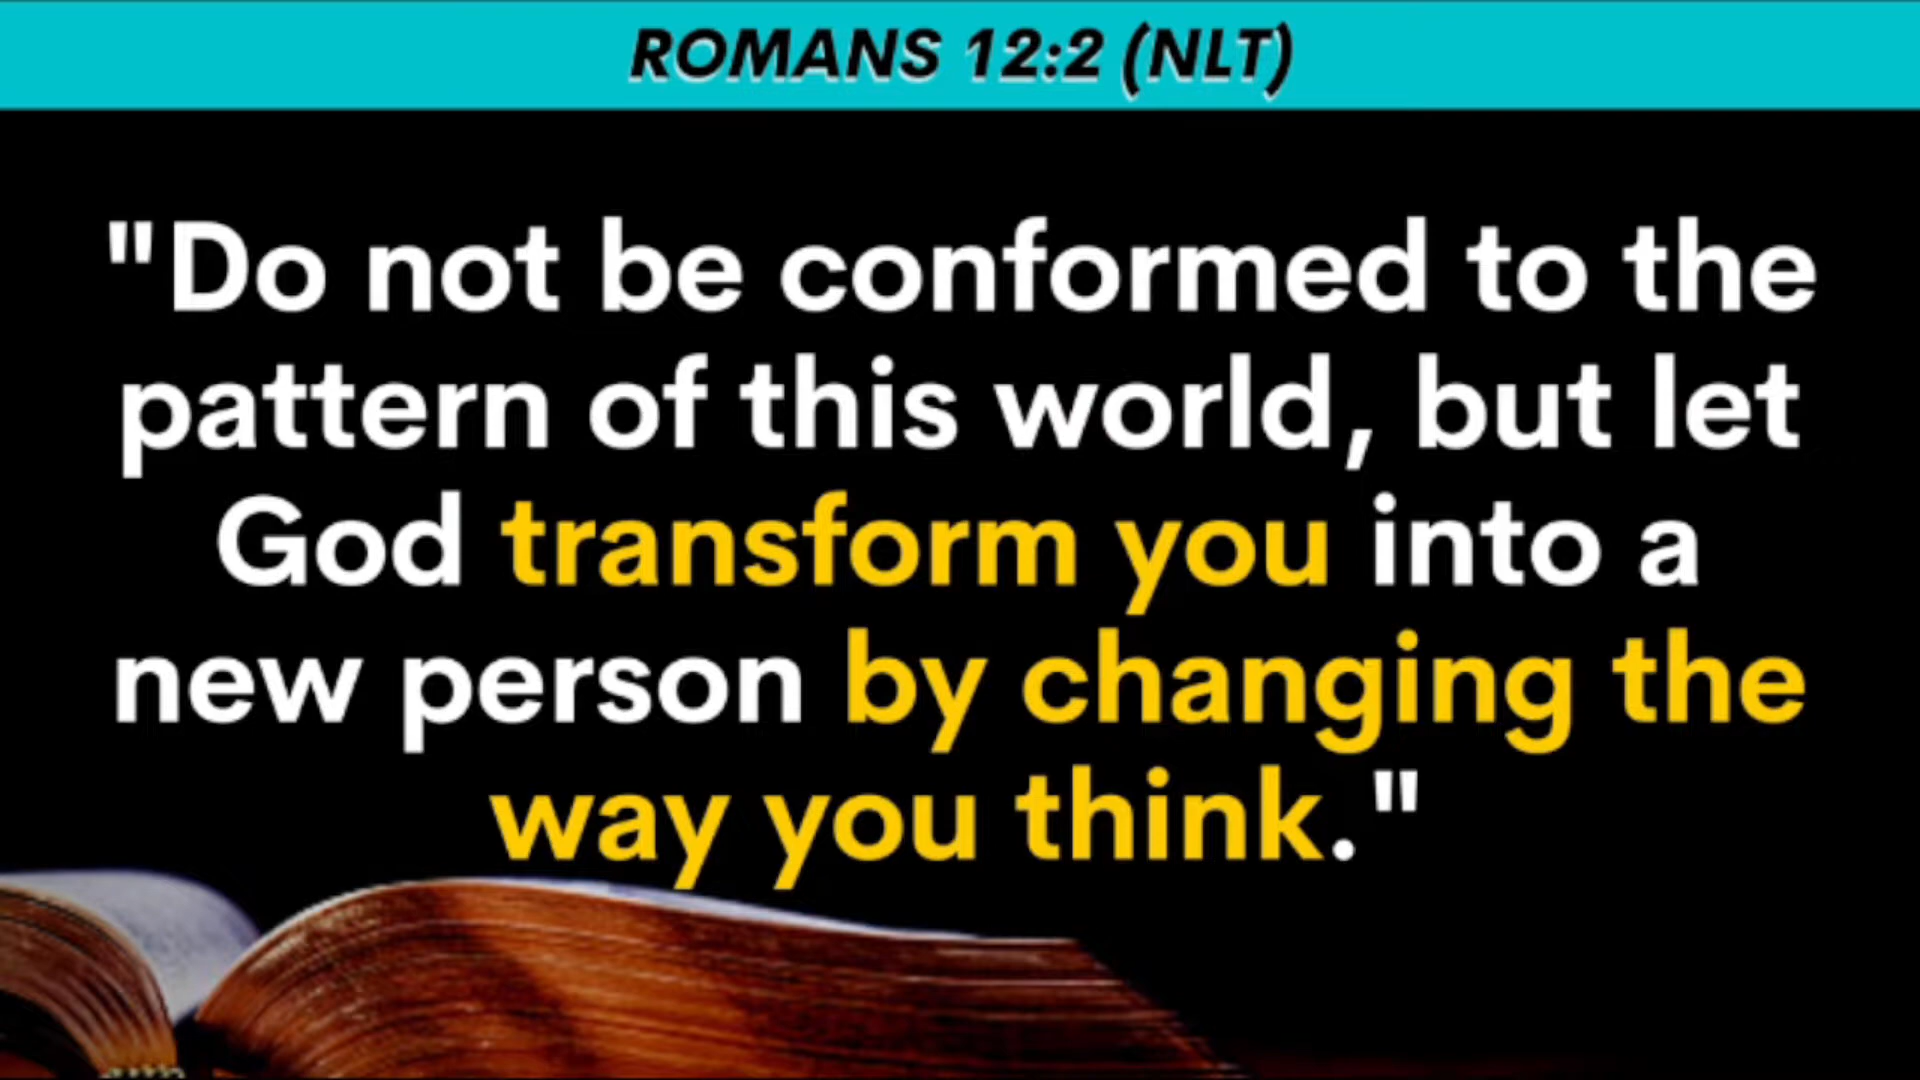 ROMANS 12:2 (NLT)
"Do not be conformed to the
pattern of this world, but let
God transform you into a
new person by changing the
way you think."